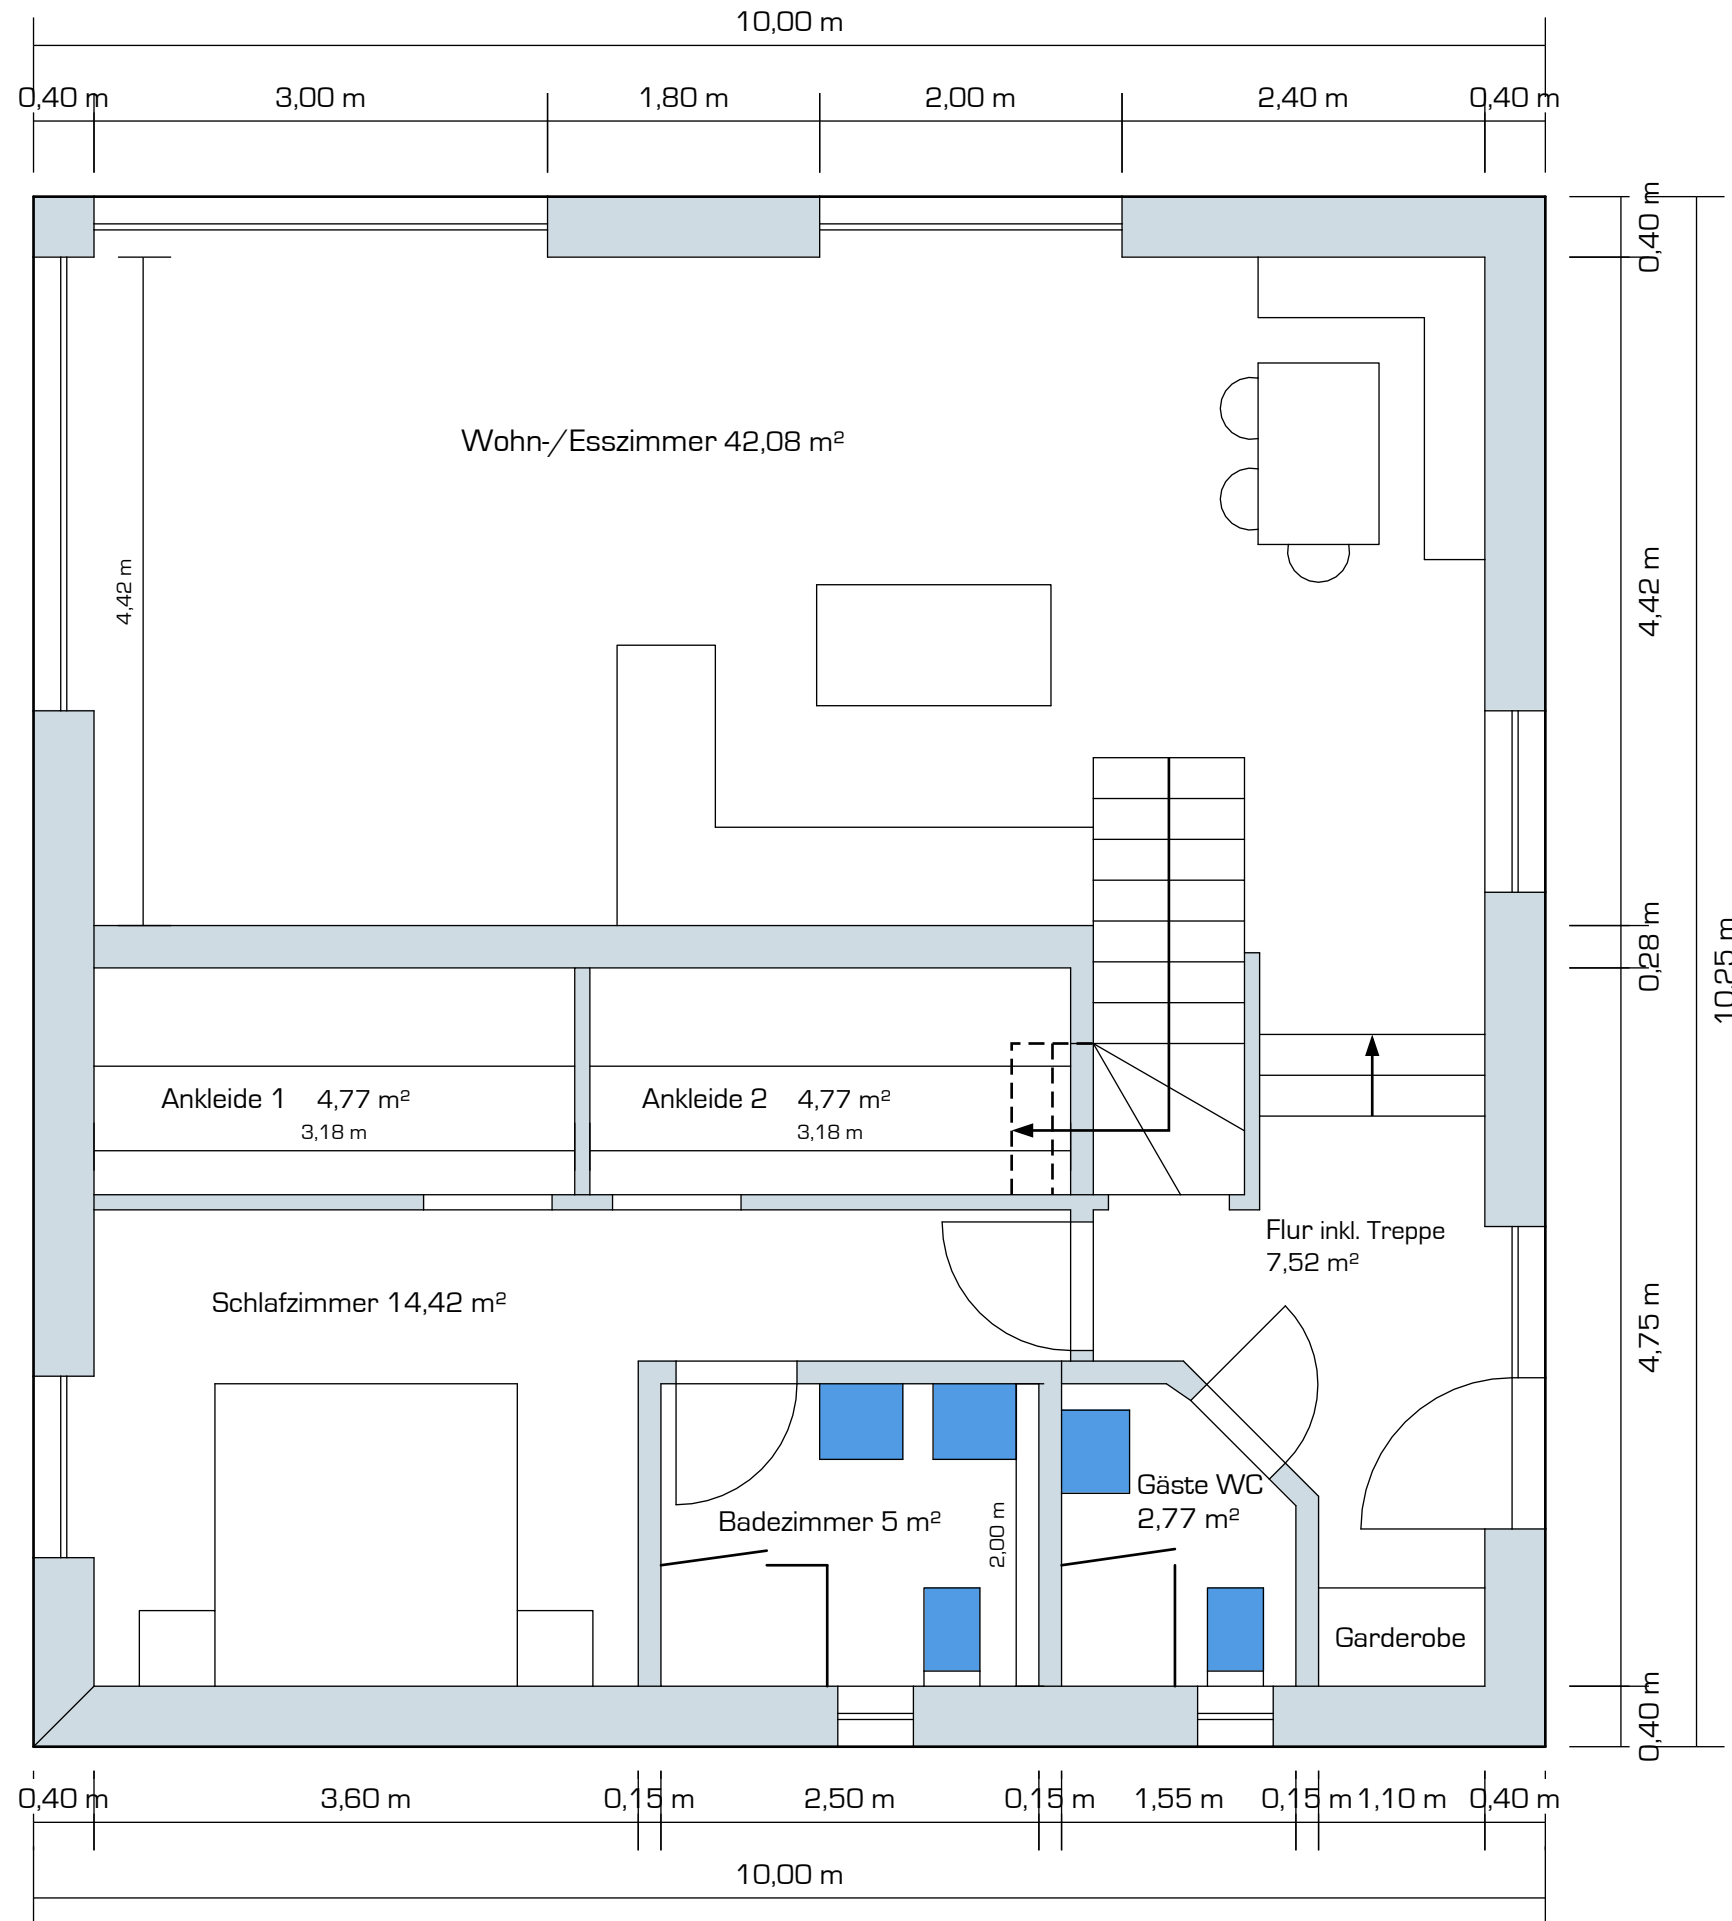 10,00 m
0,40 m
3,00 m
1,80 m
2,00 m
2,40 m
0,40 m
0,40 m
Wohn-/Esszimmer 42,08 m²
4,42 m
4,42 m
0,28 m
10,25 m
Ankleide 1 4,77 m²
3,18 m
Ankleide 2 4,77 m²
3,18 m
Flur inkl. Treppe
7,52 m²
Schlafzimmer 14,42 m²
4,75 m
Gäste WC
2,77 m²
Badezimmer 5 m²
2,00 m
Garderobe
0,40 m
0,40 m
3,60 m
0,15 m
2,50 m
0,15 m
1,55 m
0,15 m
1,10 m
0,40 m
10,00 m